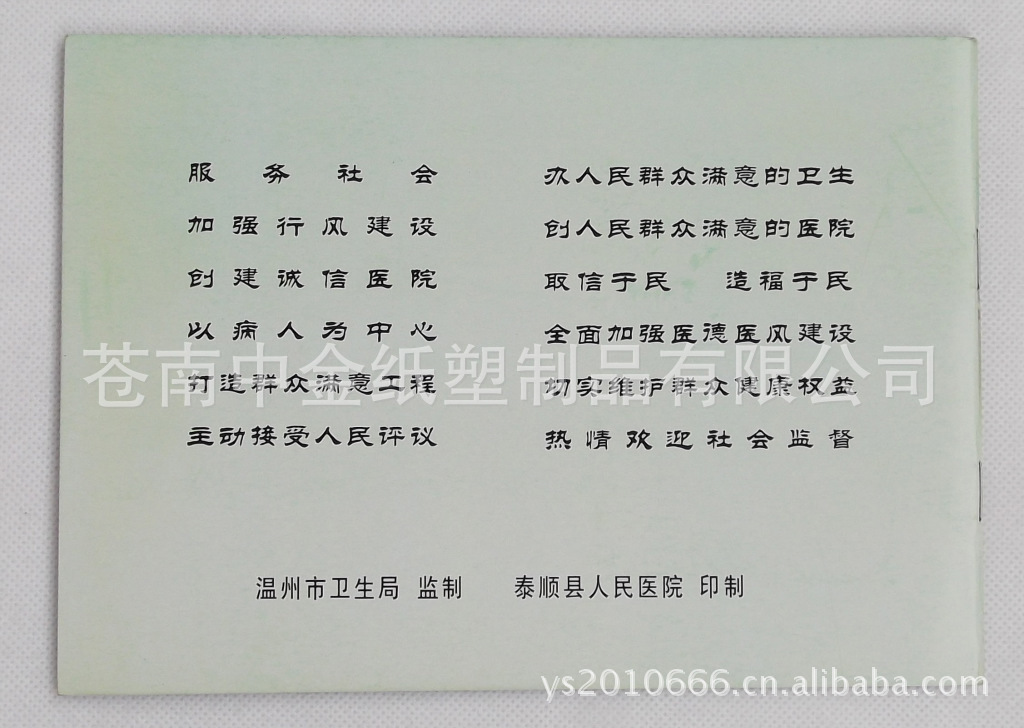 服务社会
加强行风建设
创建诚信医院
以病人为中心
打造群众满意工程
主动接受人民评议
办人民群众满意的卫生
创人民群众满意的医院
取信于民 造福于民
全面加强医德医风建设
切实维护群众健康权益
热情欢迎社会监督
苍南中金纸塑制品有限公司
温州市卫生局 监制 泰顺县人民医院 印制
ys2010666.cn.alibaba.com